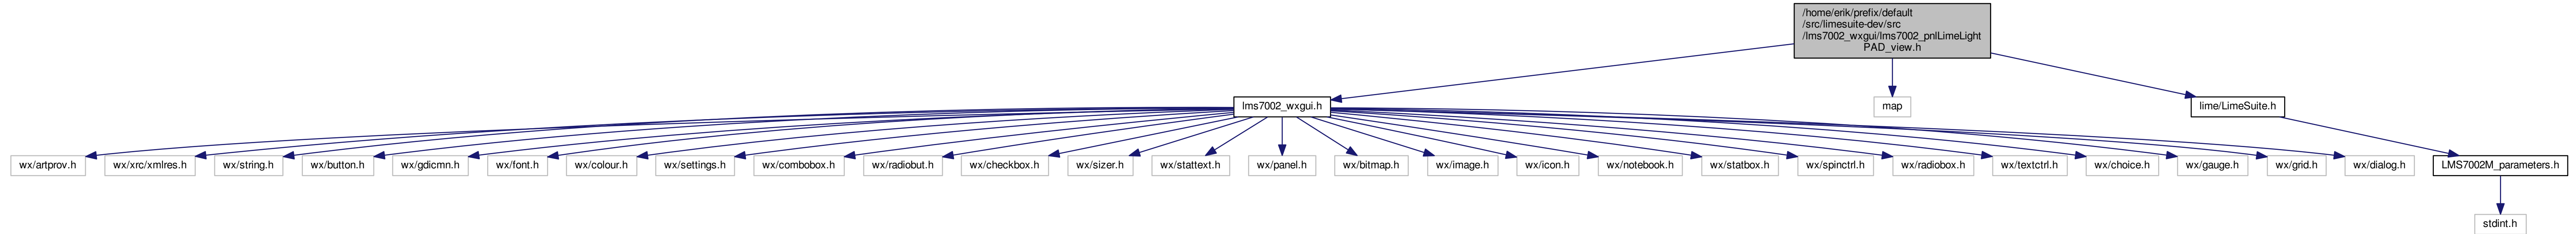 /home/erik/prefix/default
/src/limesuite-dev/src
/lms7002_wxgui/lms7002_pnlLimeLight
PAD_view.h
lms7002_wxgui.h
map
lime/LimeSuite.h
wx/artprov.h
wx/xrc/xmlres.h
wx/string.h
wx/button.h
wx/gdicmn.h
wx/font.h
wx/colour.h
wx/settings.h
wx/combobox.h
wx/radiobut.h
wx/checkbox.h
wx/sizer.h
wx/stattext.h
wx/panel.h
wx/bitmap.h
wx/image.h
wx/icon.h
wx/notebook.h
wx/statbox.h
wx/spinctrl.h
wx/radiobox.h
wx/textctrl.h
wx/choice.h
wx/gauge.h
wx/grid.h
wx/dialog.h
LMS7002M_parameters.h
stdint.h